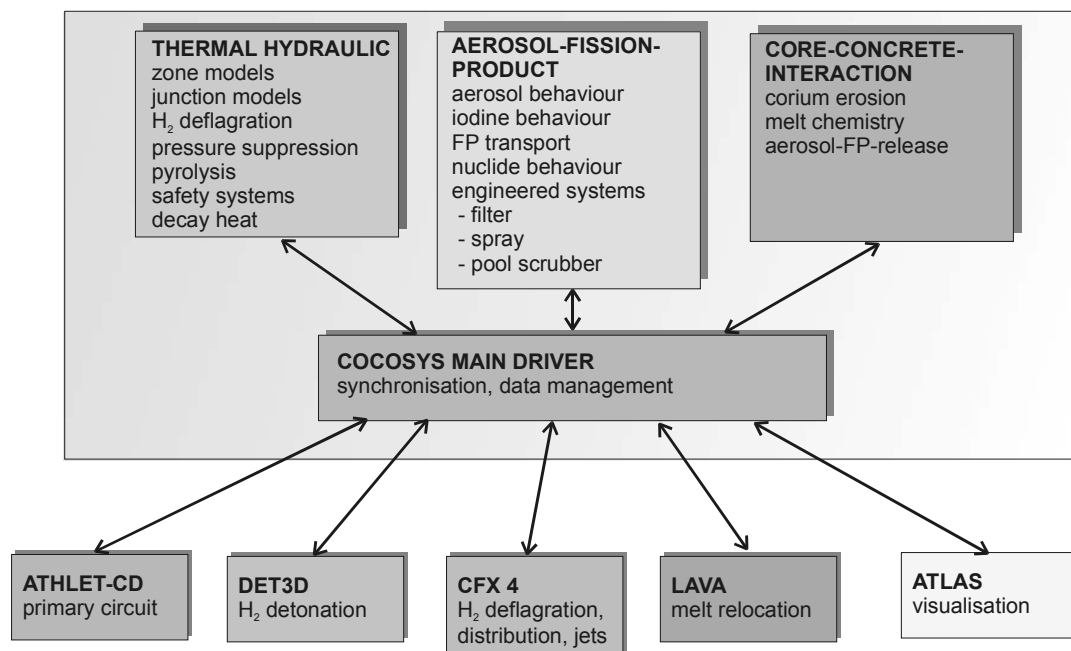 THERMAL HYDRAULIC
zone models
junction models
H₂ deflagration
pressure suppression
pyrolysis
safety systems
decay heat
AEROSOL-FISSION-
PRODUCT
aerosol behaviour
iodine behaviour
FP transport
nuclide behaviour
engineered systems
- filter
- spray
- pool scrubber
CORE-CONCRETE-
INTERACTION
corium erosion
melt chemistry
aerosol-FP-release
COCOSYS MAIN DRIVER
synchronisation, data management
ATHLET-CD
primary circuit
DET3D
H₂ detonation
CFX 4
H₂ deflagration,
distribution, jets
LAVA
melt relocation
ATLAS
visualisation